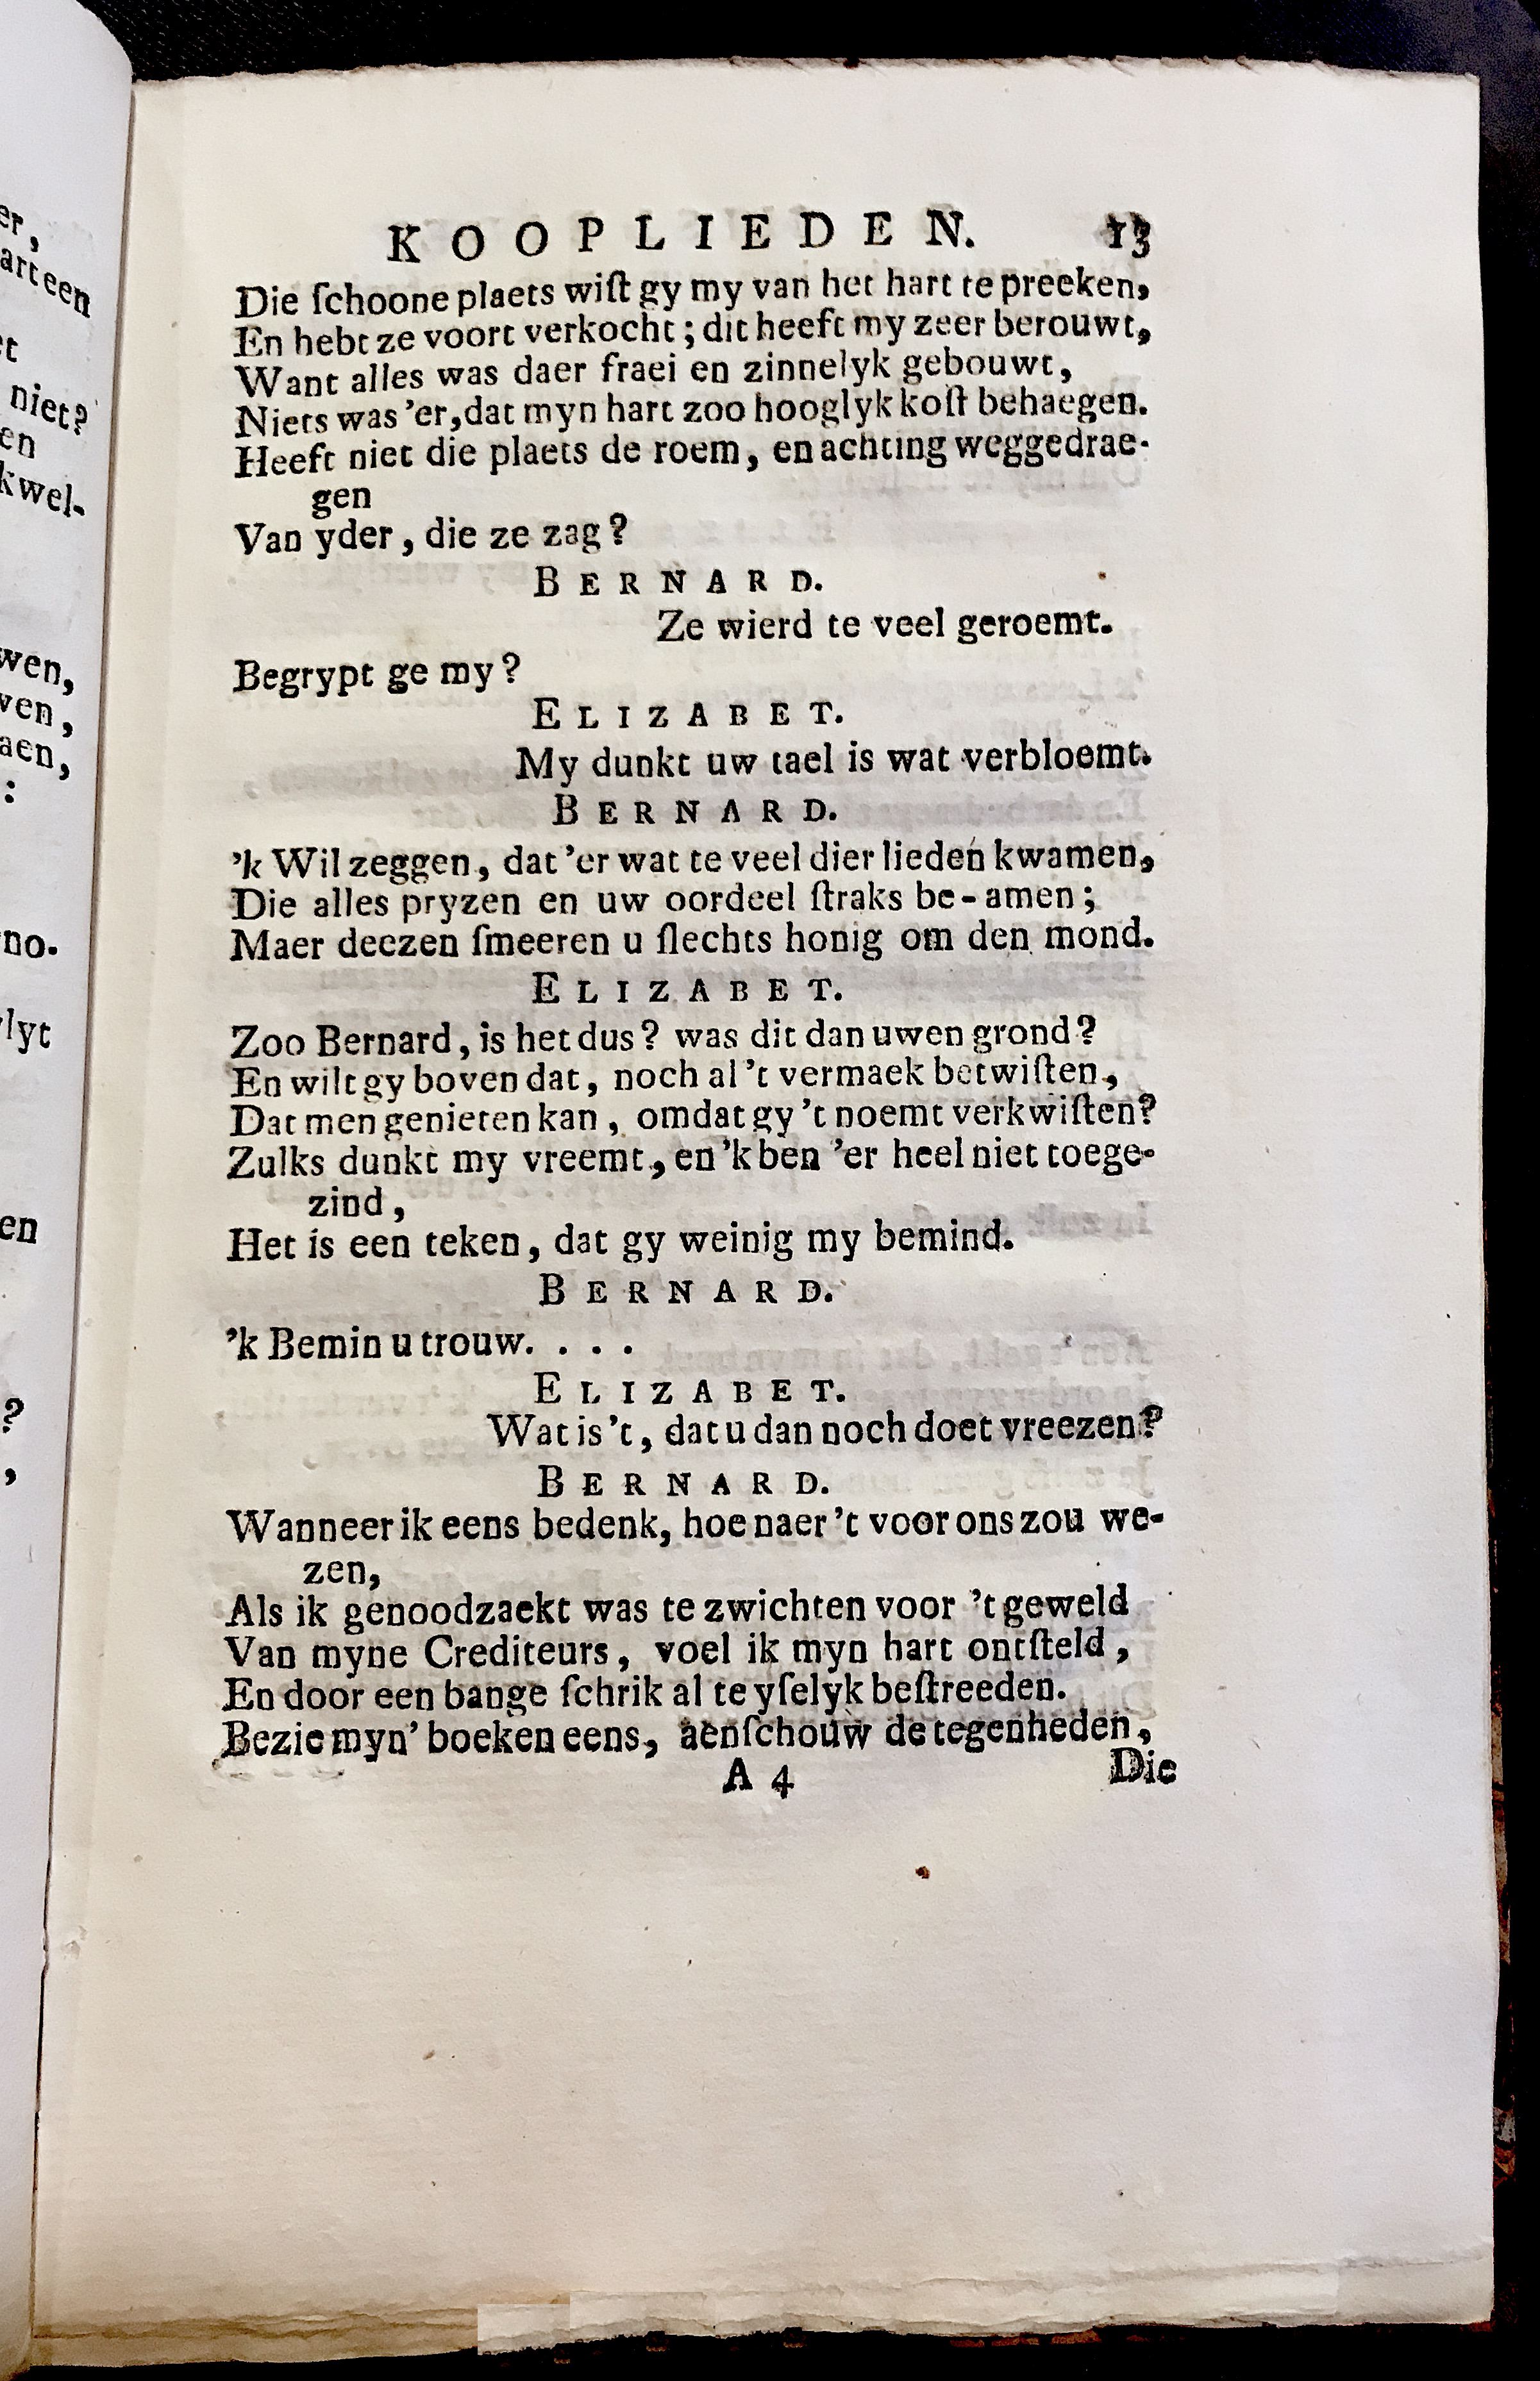 KOOPLIEDEN. 13
Die ſchoone plaets wiſt gy my van het hart te preeken,
En hebt ze voort verkocht; dit heeft my zeer berouwt,
Want alles was daer fraei en zinnelyk gebouwt,
Niets was 'er, dat myn hart zoo hooglyk koſt behaegen.
Heeft niet die plaets de roem, en achting weggedrae-
gen
Van yder, die ze zag?
BERNARD.
Ze wierd te veel geroemt.
Begrypt ge my?
ELIZABET.
My dunkt uw tael is wat verbloemt.
BERNARD.
'k Wil zeggen, dat 'er wat te veel dier lieden kwamen,
Die alles pryzen en uw oordeel ſtraks be-amen;
Maer deezen ſmeeren u ſlechts honig om den mond.
ELIZABET.
Zoo Bernard, is het dus? was dit dan uwen grond?
En wilt gy boven dat, noch al 't vermaek betwiſten,
Dat men genieten kan, omdat gy 't noemt verkwiſten?
Zulks dunkt my vreemt, en 'k ben 'er heel niet toege-
zind,
Het is een teken, dat gy weinig my bemind.
BERNARD.
'k Bemin u trouw. . . .
ELIZABET.
Wat is 't, dat u dan noch doet vreezen?
BERNARD.
Wanneer ik eens bedenk, hoe naer 't voor ons zou we-
zen,
Als ik genoodzaekt was te zwichten voor 't geweld
Van myne Crediteurs, voel ik myn hart ontſteld,
En door een bange ſchrik al te yſelyk beſtreeden.
Bezie myn' boeken eens, aenſchouw de tegenheden,
A 4 Die